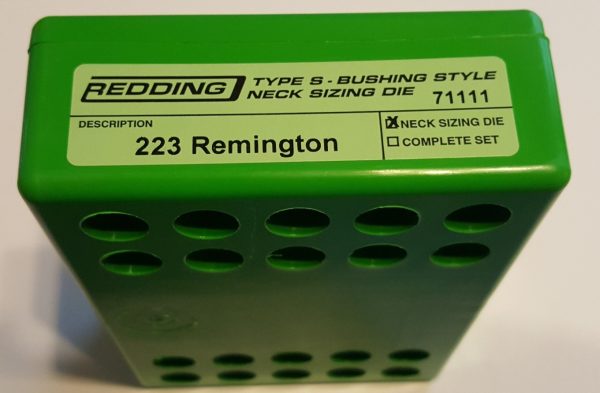 REDDING
TYPE S - BUSHING STYLE
NECK SIZING DIE 71111
DESCRIPTION
223 Remington
NECK SIZING DIE
COMPLETE SET